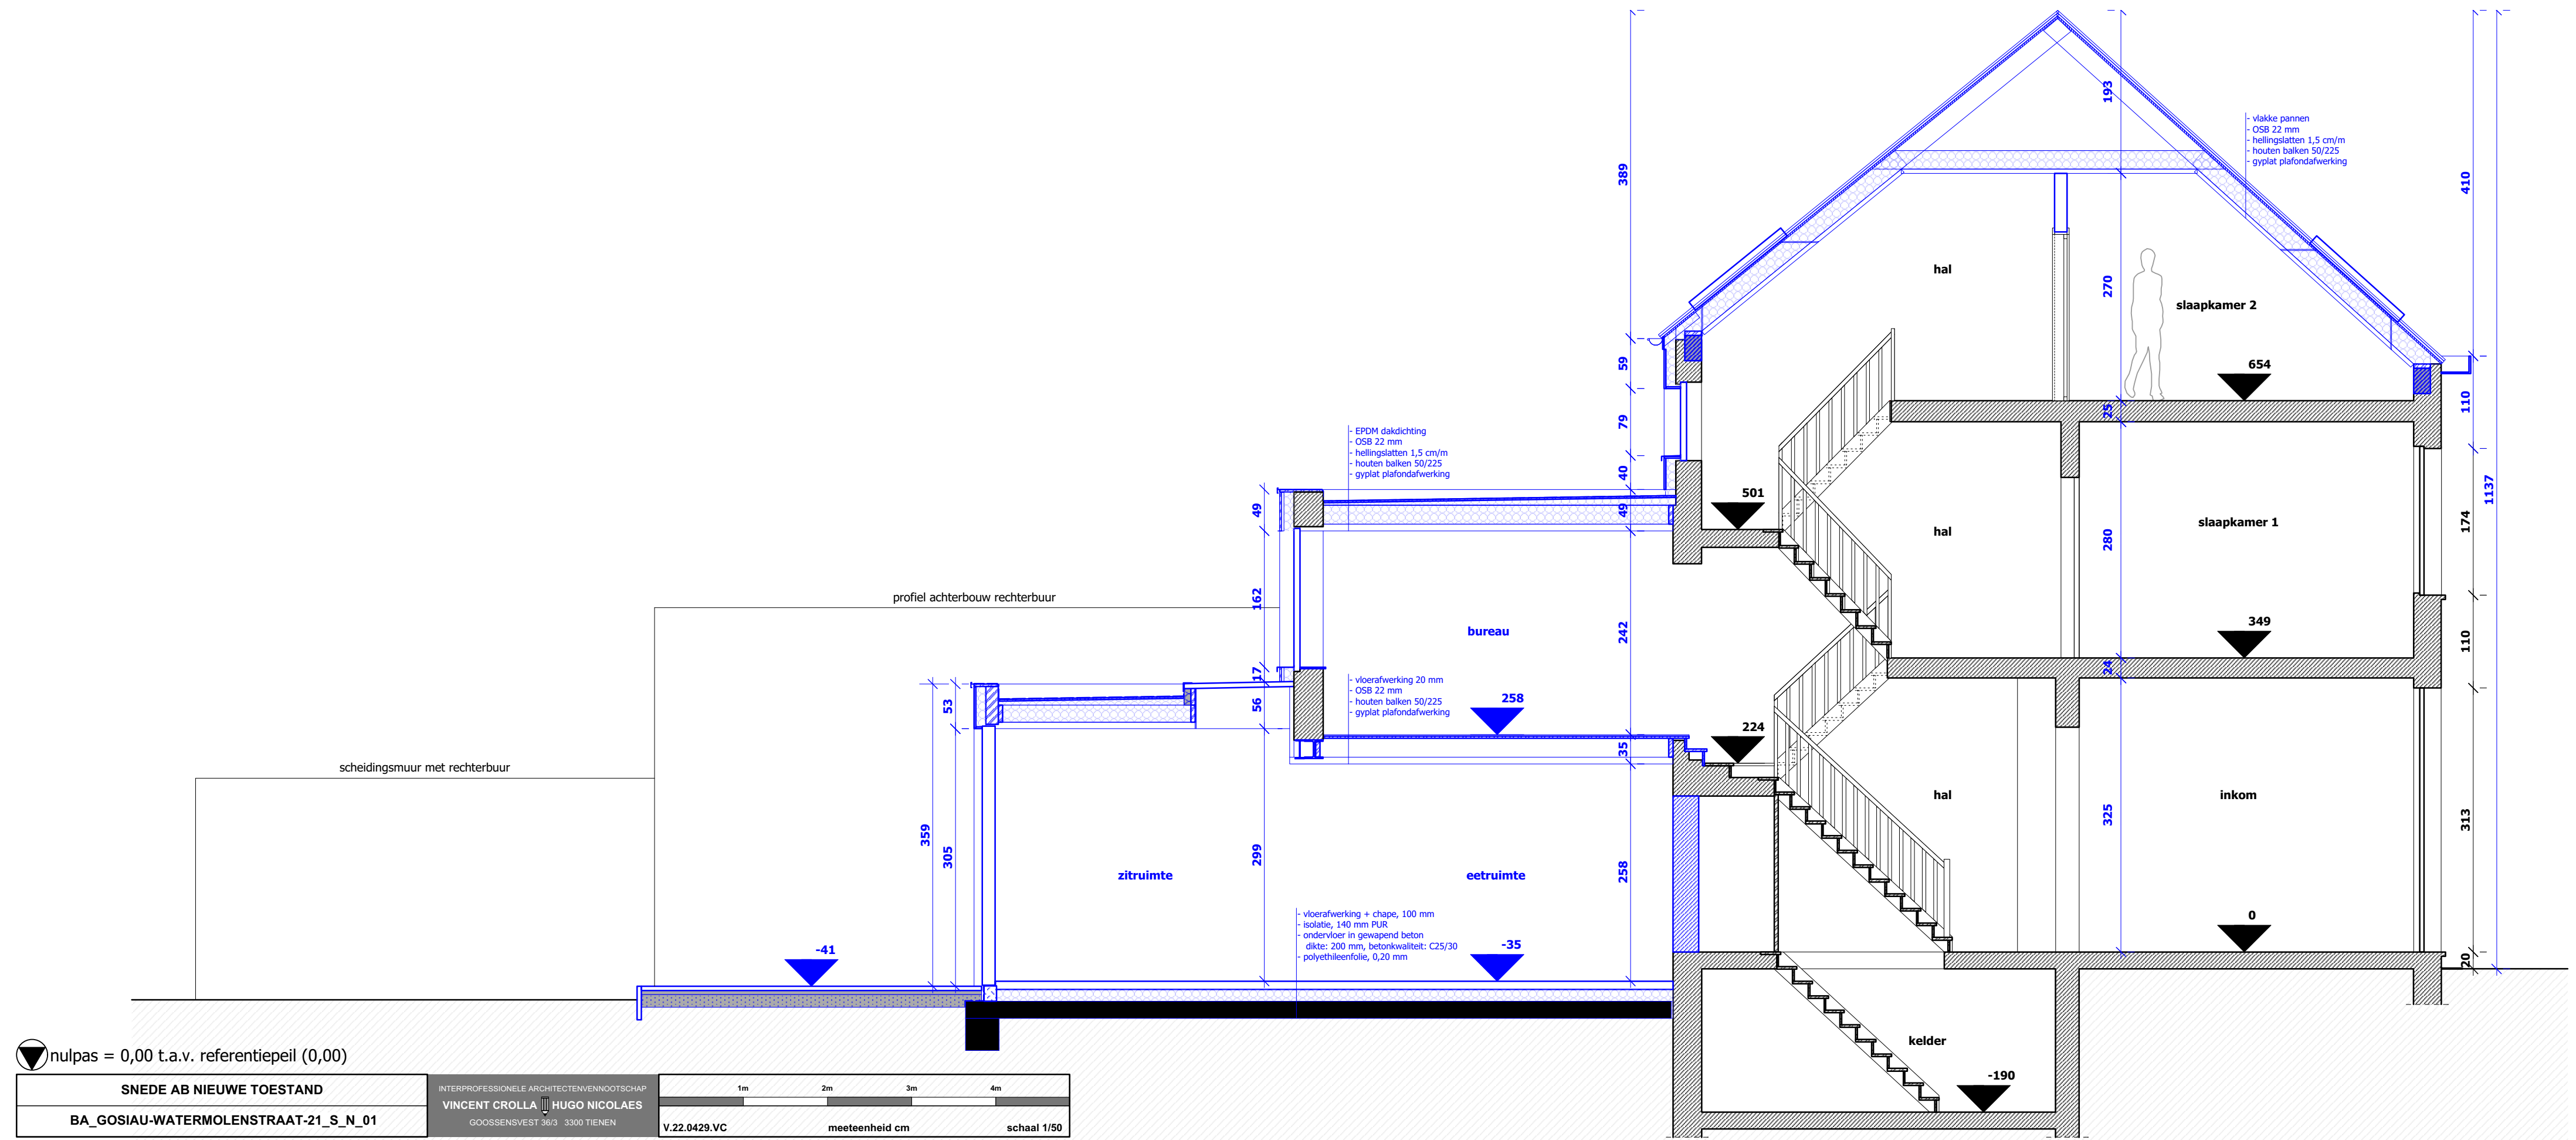 193
- vlakke pannen
- OSB 22 mm
- hellingslatten 1,5 cm/m
- houten balken 50/225
- gyplat plafondafwerking
389
410
hal
270
slaapkamer 2
59
654
25
110
79
- EPDM dakdichting
- OSB 22 mm
- hellingslatten 1,5 cm/m
- houten balken 50/225
- gyplat plafondafwerking
40
1137
49
49
501
hal
280
slaapkamer 1
174
profiel achterbouw rechterbuur
162
bureau
242
349
110
17
24
- vloerafwerking 20 mm
- OSB 22 mm
- houten balken 50/225
- gyplat plafondafwerking
53
56
258
224
35
scheidingsmuur met rechterbuur
359
305
299
258
zitruimte
eetruimte
hal
325
inkom
313
- vloerafwerking + chape, 100 mm
- isolatie, 140 mm PUR
- ondervloer in gewapend beton
dikte: 200 mm, betonkwaliteit: C25/30
- polyethileenfolie, 0,20 mm
-41
-35
0
20
kelder
-190
nulpas = 0,00 t.a.v. referentiepeil (0,00)
SNEDE AB NIEUWE TOESTAND
BA_GOSIAU-WATERMOLENSTRAAT-21_S_N_01
INTERPROFESSIONELE ARCHITECTENVENNOOTSCHAP
VINCENT CROLLA HUGO NICOLAES
GOOSSENSVEST 36/3 3300 TIENEN
1m 2m 3m 4m
V.22.0429.VC meeteenheid cm schaal 1/50